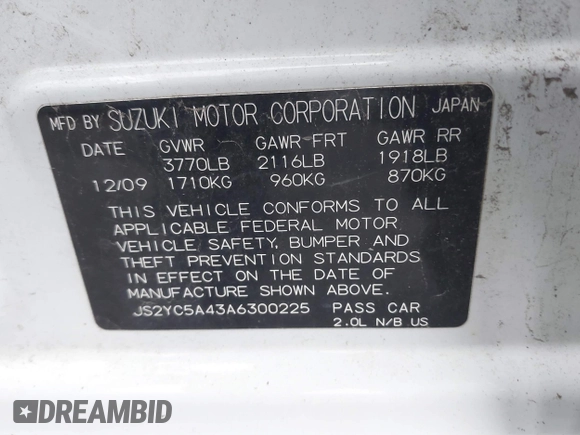 MFD BY SUZUKI MOTOR CORPORATION JAPAN
DATE GVWR GAWR FRT GAWR RR
3770LB 2116LB 1918LB
12/09 1710KG 960KG 870KG
THIS VEHICLE CONFORMS TO ALL
APPLICABLE FEDERAL MOTOR
VEHICLE SAFETY, BUMPER AND
THEFT PREVENTION STANDARDS
IN EFFECT ON THE DATE OF
MANUFACTURE SHOWN ABOVE.
JS2YC5A43A6300225 PASS CAR
2.0L N/B US
DREAMBID